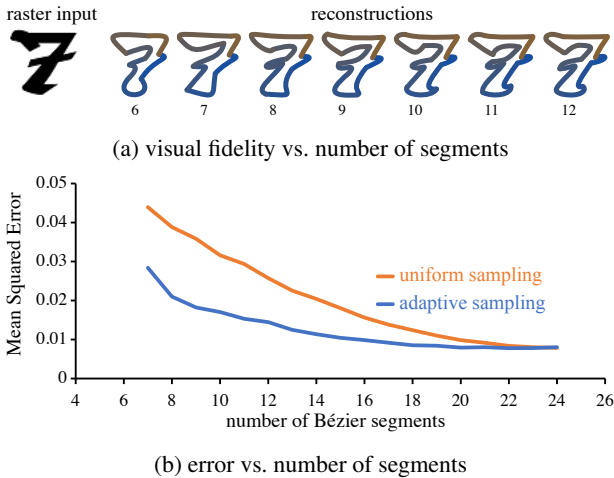 raster input reconstructions
6 7 8 9 10 11 12
(a) visual fidelity vs. number of segments
0.05
0.04
0.03
0.02
0.01
0
Mean Squared Error
uniform sampling
adaptive sampling
4 6 8 10 12 14 16 18 20 22 24 26
number of Bézier segments
(b) error vs. number of segments